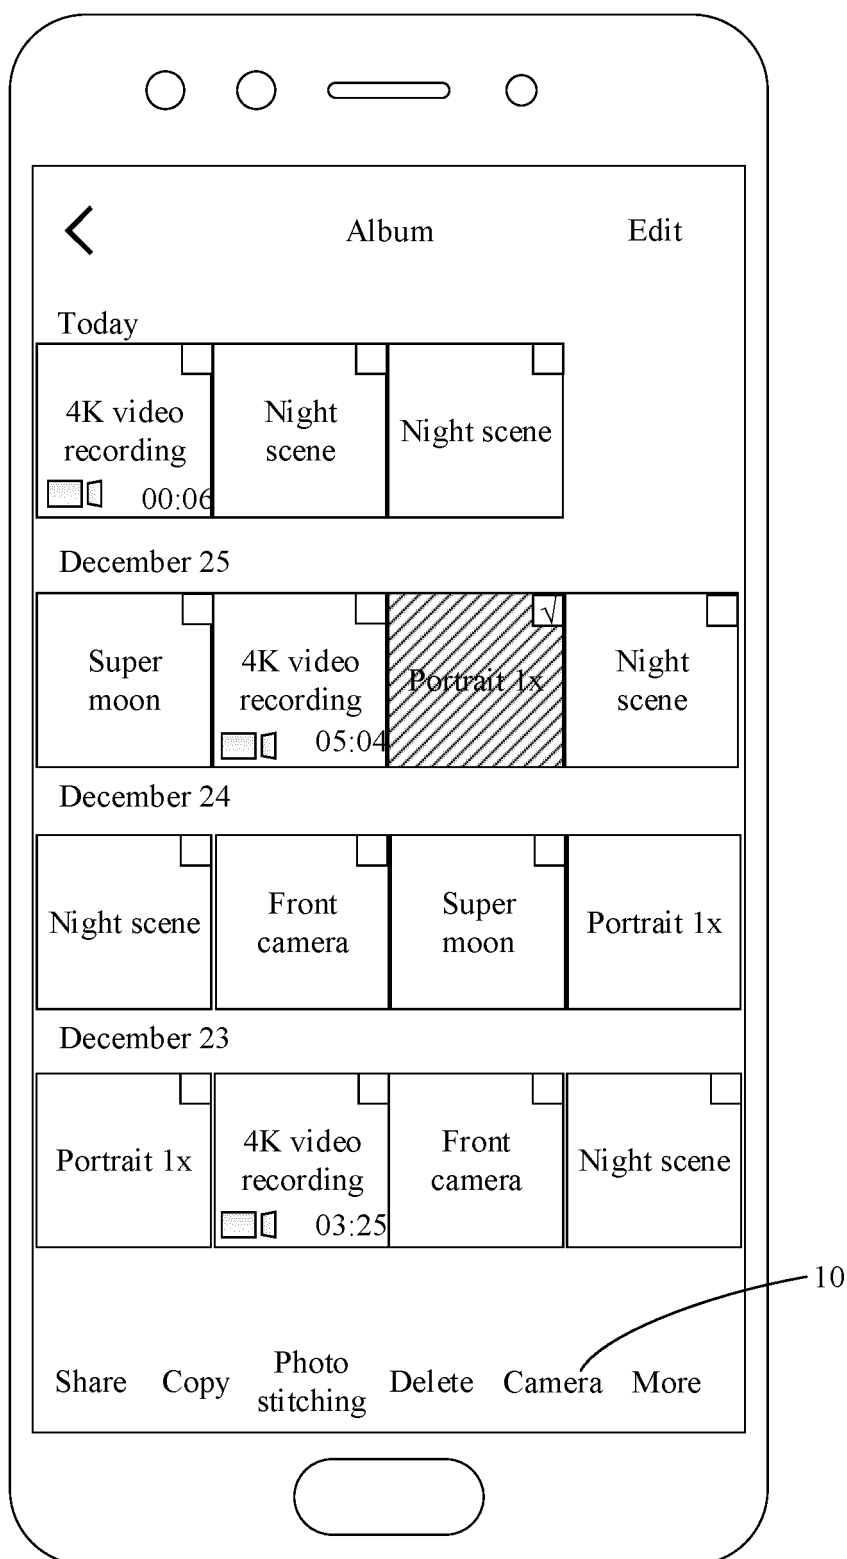 Album
Edit
Today
4K video
recording
00:06
Night
scene
Night scene
December 25
Super
moon
4K video
recording
05:04
√
Portrait 1x
Night
scene
December 24
Night scene
Front
camera
Super
moon
Portrait 1x
December 23
Portrait 1x
4K video
recording
03:25
Front
camera
Night scene
10
Share
Copy
Photo
stitching
Delete
Camera
More